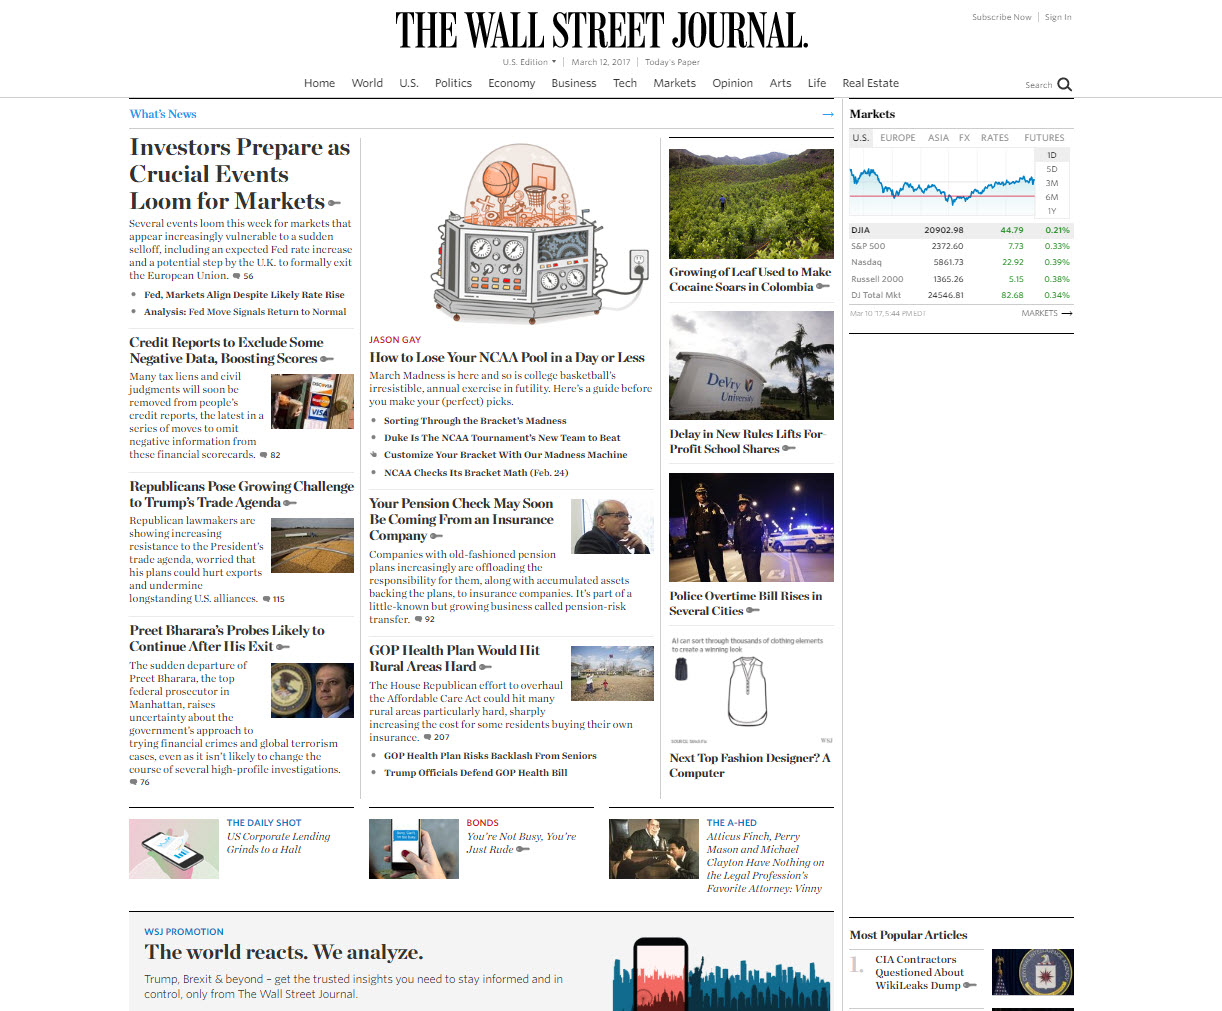 THE WALL STREET JOURNAL.
Subscribe Now | Sign In
U.S. Edition | March 12, 2017 | Today's Paper
Home World U.S. Politics Economy Business Tech Markets Opinion Arts Life Real Estate
Search
What's News →
Investors Prepare as
Crucial Events
Loom for Markets
Several events loom this week for markets that
appear increasingly vulnerable to a sudden
selloff, including an expected Fed rate increase
and a potential step by the U.K. to formally exit
the European Union. 56
• Fed, Markets Align Despite Likely Rate Rise
• Analysis: Fed Move Signals Return to Normal
Credit Reports to Exclude Some
Negative Data, Boosting Scores
Many tax liens and civil
judgments will soon be
removed from people's
credit reports, the latest in a
series of moves to omit
negative information from
these financial scorecards. 82
DISCOVER
VISA
Republicans Pose Growing Challenge
to Trump's Trade Agenda
Republican lawmakers are
showing increasing
resistance to the President's
trade agenda, worried that
his plans could hurt exports
and undermine
longstanding U.S. alliances. 115
Preet Bharara's Probes Likely to
Continue After His Exit
The sudden departure of
Preet Bharara, the top
federal prosecutor in
Manhattan, raises
uncertainty about the
government's approach to
trying financial crimes and global terrorism
cases, even as it isn't likely to change the
course of several high-profile investigations.
76
JASON GAY
How to Lose Your NCAA Pool in a Day or Less
March Madness is here and so is college basketball's
irresistible, annual exercise in futility. Here's a guide before
you make your (perfect) picks.
• Sorting Through the Bracket's Madness
• Duke Is The NCAA Tournament's New Team to Beat
Customize Your Bracket With Our Madness Machine
• NCAA Checks Its Bracket Math (Feb. 24)
Your Pension Check May Soon
Be Coming From an Insurance
Company
Companies with old-fashioned pension
plans increasingly are offloading the
responsibility for them, along with accumulated assets
backing the plans, to insurance companies. It's part of a
little-known but growing business called pension-risk
transfer. 92
GOP Health Plan Would Hit
Rural Areas Hard
The House Republican effort to overhaul
the Affordable Care Act could hit many
rural areas particularly hard, sharply
increasing the cost for some residents buying their own
insurance. 207
• GOP Health Plan Risks Backlash From Seniors
• Trump Officials Defend GOP Health Bill
Growing of Leaf Used to Make
Cocaine Soars in Colombia
DeVry
University
Delay in New Rules Lifts For-
Profit School Shares
Police Overtime Bill Rises in
Several Cities
AI can sort through thousands of clothing elements
to create a winning look
WSJ
Next Top Fashion Designer? A
Computer
THE DAILY SHOT
US Corporate Lending
Grinds to a Halt
BONDS
You're Not Busy, You're
Just Rude
THE A-HED
Atticus Finch, Perry
Mason and Michael
Clayton Have Nothing on
the Legal Profession's
Favorite Attorney: Vinny
WSJ PROMOTION
The world reacts. We analyze.
Trump, Brexit & beyond – get the trusted insights you need to stay informed and in
control, only from The Wall Street Journal.
Markets
U.S. EUROPE ASIA FX RATES FUTURES
1D
5D
3M
6M
1Y
DJIA 20902.98 44.79 0.21%
S&P 500 2372.60 7.73 0.33%
Nasdaq 5861.73 22.92 0.39%
Russell 2000 1365.26 5.15 0.38%
DJ Total Mkt 24546.81 82.68 0.34%
Mar 10 '17, 5:44 PM EDT MARKETS →
Most Popular Articles
1. CIA Contractors
Questioned About
WikiLeaks Dump